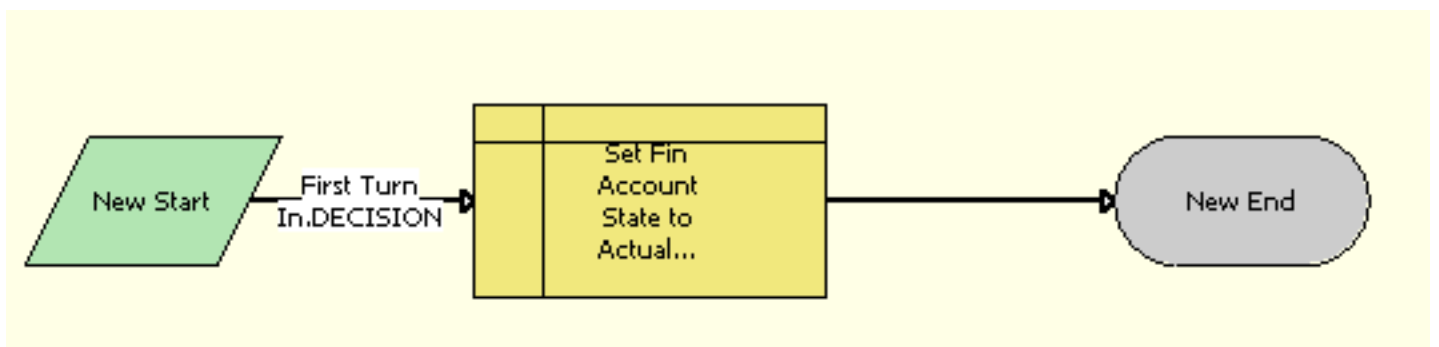 New Start
First Turn
In.DECISION
Set Fin
Account
State to
Actual...
New End